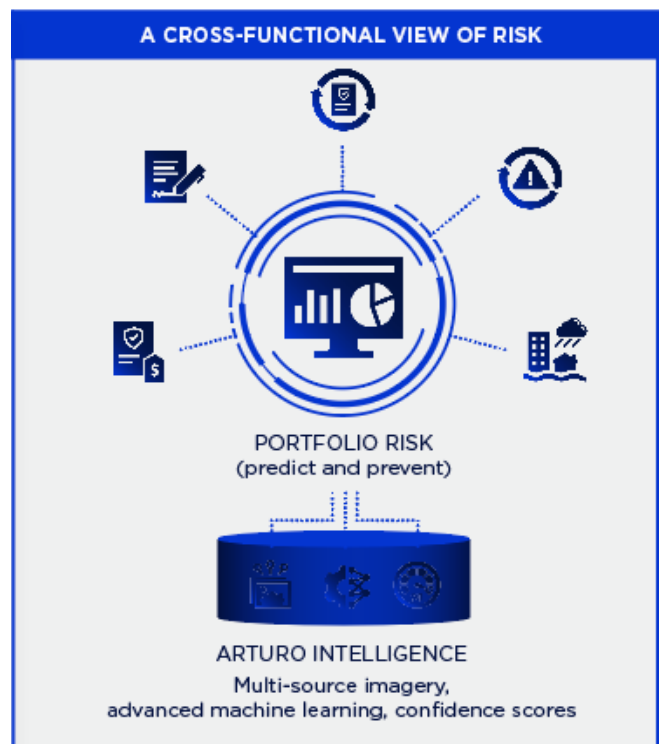 A CROSS-FUNCTIONAL VIEW OF RISK
$
PORTFOLIO RISK
(predict and prevent)
ARTURO INTELLIGENCE
Multi-source imagery,
advanced machine learning, confidence scores